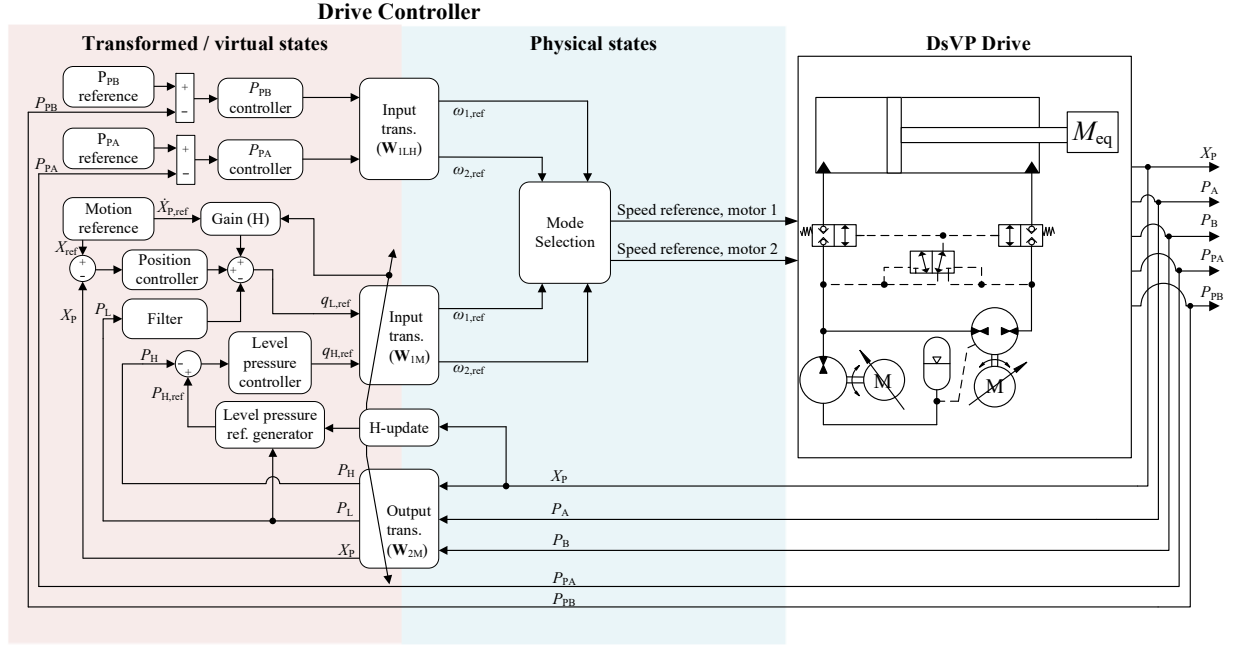 Drive Controller
Transformed / virtual states
Physical states
DsVP Drive
P_PB
reference
+
−
P_PB
controller
P_PB
P_PA
reference
+
−
P_PA
controller
P_PA
Input
trans.
(W_1LH)
ω_1,ref
ω_2,ref
Motion
reference
Ẋ_P,ref
Gain (H)
X_ref
+
-
Position
controller
+
+
-
X_P
P_L
Filter
q_L,ref
Input
trans.
(W_1M)
ω_1,ref
ω_2,ref
P_H
-
+
Level
pressure
controller
q_H,ref
P_H,ref
Level pressure
ref. generator
H-update
P_H
P_L
X_P
Output
trans.
(W_2M)
Mode
Selection
Speed reference, motor 1
Speed reference, motor 2
M_eq
M
M
X_P
P_A
P_B
P_PA
P_PB
X_P
P_A
P_B
P_PA
P_PB